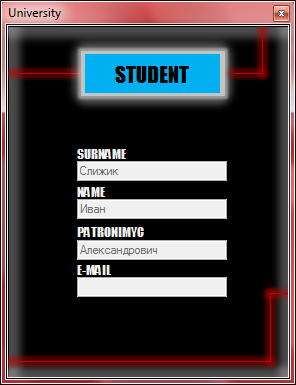 University
STUDENT
SURNAME
Слижик
NAME
Иван
PATRONIMYC
Александрович
E-MAIL